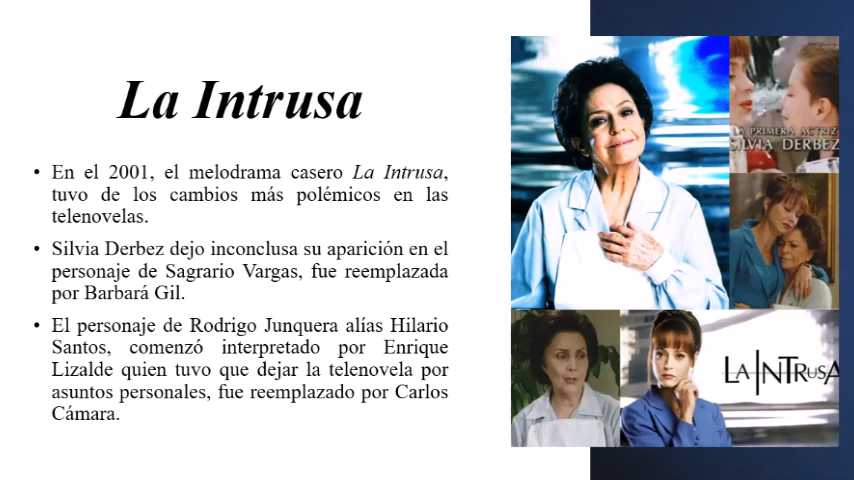 La Intrusa
• En el 2001, el melodrama casero La Intrusa,
tuvo de los cambios más polémicos en las
telenovelas.
• Silvia Derbez dejo inconclusa su aparición en el
personaje de Sagrario Vargas, fue reemplazada
por Barbará Gil.
• El personaje de Rodrigo Junquera alías Hilario
Santos, comenzó interpretado por Enrique
Lizalde quien tuvo que dejar la telenovela por
asuntos personales, fue reemplazado por Carlos
Cámara.
LA PRIMERA ACTRIZ
SILVIA DERBEZ
LA INTRUSA